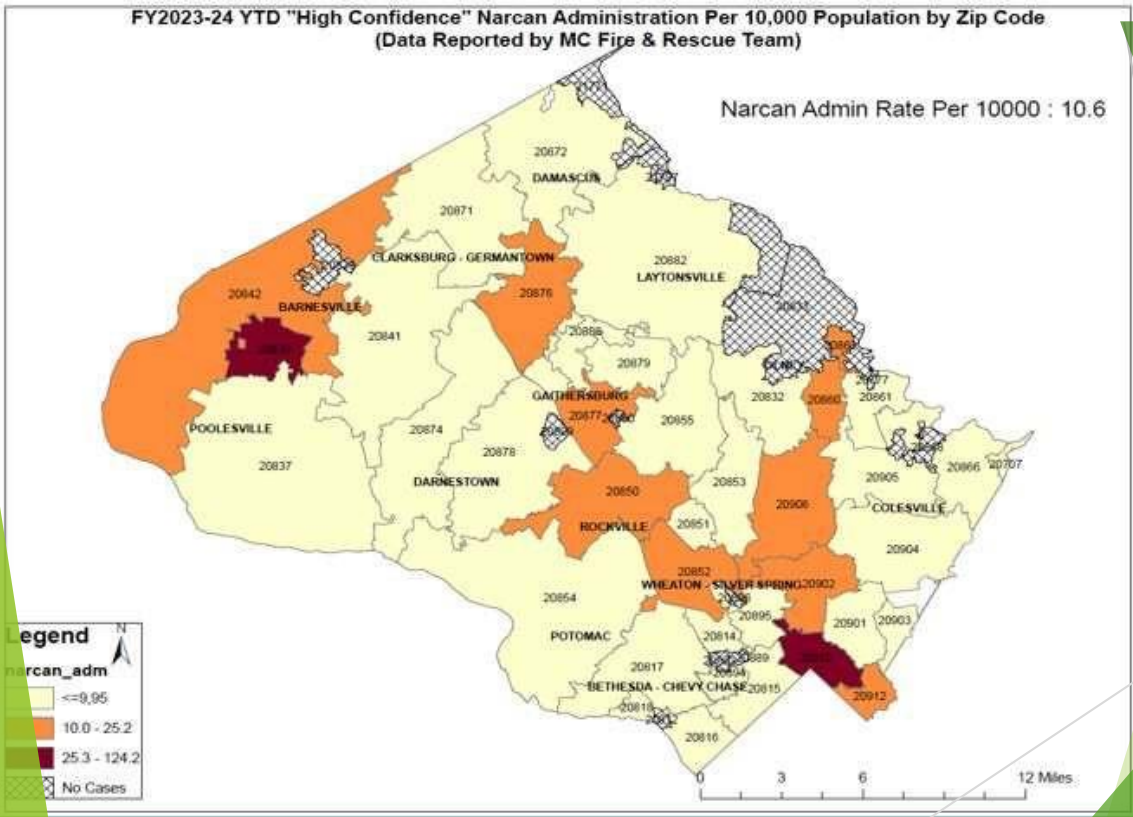 FY2023-24 YTD "High Confidence" Narcan Administration Per 10,000 Population by Zip Code
(Data Reported by MC Fire & Rescue Team)
Narcan Admin Rate Per 10000 : 10.6
20872
DAMASCUS
20871
CLARKSBURG - GERMANTOWN
20882
LAYTONSVILLE
20842
20876
BARNESVILLE
20841
20886
20879
GAITHERSBURG
20877
20832
20860
20861
20855
POOLESVILLE
20874
20878
20837
20853
20905
20866
20707
DARNESTOWN
20850
20906
COLESVILLE
ROCKVILLE
20851
20904
20852
WHEATON - SILVER SPRING
20902
20854
20895
20901
20903
POTOMAC
20814
20817
BETHESDA - CHEVY CHASE
20815
20912
20818
20816
Legend
N
narcan_adm
<=9,95
10.0 - 25.2
25.3 - 124.2
No Cases
0 3 6 12 Miles